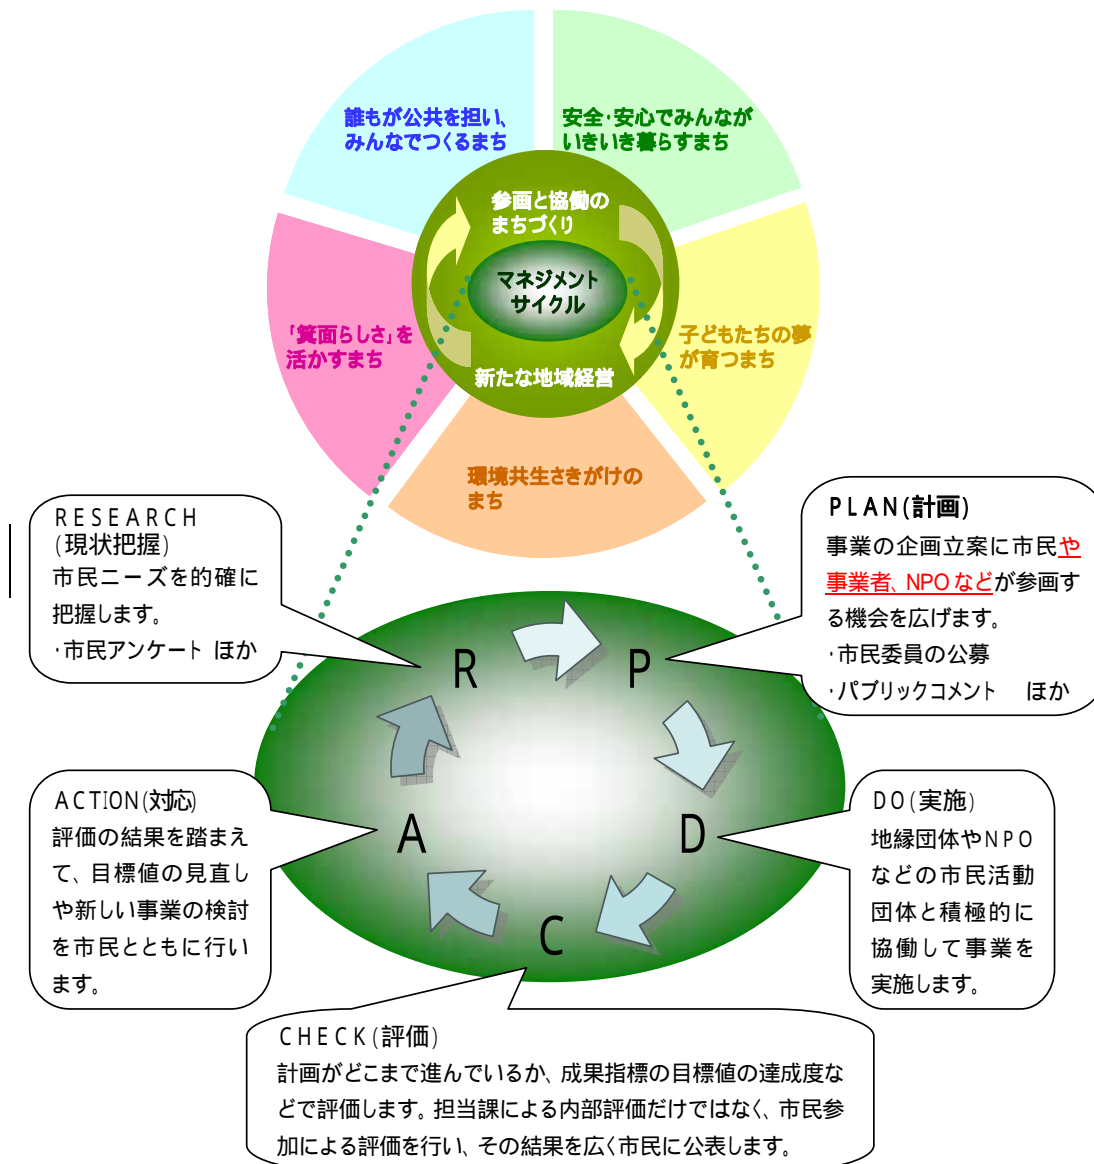 誰もが公共を担い、
みんなでつくるまち
安全・安心でみんなが
いきいき暮らすまち
参画と協働の
まちづくり
マネジメント
サイクル
「箕面らしさ」を
活かすまち
子どもたちの夢
が育つまち
新たな地域経営
環境共生さきがけの
まち
RESEARCH
(現状把握)
市民ニーズを的確に
把握します。
・市民アンケート ほか
PLAN(計画)
事業の企画立案に市民や
事業者、NPOなどが参画す
る機会を広げます。
・市民委員の公募
・パブリックコメント ほか
R
P
ACTION(対応)
評価の結果を踏まえ
て、目標値の見直し
や新しい事業の検討
を市民とともに行い
ます。
A
D
DO(実施)
地縁団体やNPO
などの市民活動
団体と積極的に
協働して事業を
実施します。
C
CHECK(評価)
計画がどこまで進んでいるか、成果指標の目標値の達成度な
どで評価します。担当課による内部評価だけではなく、市民参
加による評価を行い、その結果を広く市民に公表します。